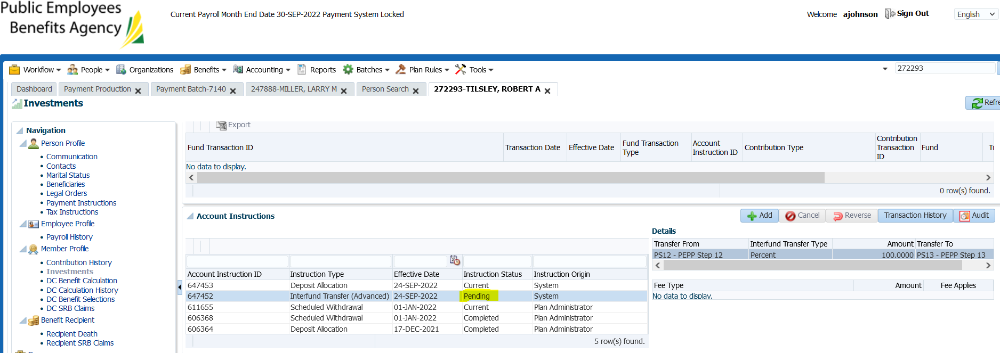 Public Employees
Benefits Agency
Current Payroll Month End Date 30-SEP-2022 Payment System Locked
Welcome ajohnson Sign Out English
Workflow People Organizations Benefits Accounting Reports Batches Plan Rules Tools 272293
Dashboard Payment Production Payment Batch-7140 247888-MILLER, LARRY M Person Search 272293-TILSLEY, ROBERT A
Investments
Refre
Navigation
Person Profile
Communication
Contacts
Marital Status
Beneficiaries
Legal Orders
Payment Instructions
Tax Instructions
Employee Profile
Payroll History
Member Profile
Contribution History
Investments
DC Benefit Calculation
DC Calculation History
DC Benefit Selections
DC SRB Claims
Benefit Recipient
Recipient Death
Recipient SRB Claims
Export
Fund Transaction ID Transaction Date Effective Date Fund Transaction Type Account Instruction ID Contribution Type Contribution Transaction ID Fund
No data to display.
0 row(s) found.
Account Instructions
Add Cancel Reverse Transaction History Audit
Account Instruction ID Instruction Type Effective Date Instruction Status Instruction Origin
647453 Deposit Allocation 24-SEP-2022 Current System
647452 Interfund Transfer (Advanced) 24-SEP-2022 Pending System
611655 Scheduled Withdrawal 01-JAN-2022 Current Plan Administrator
606368 Scheduled Withdrawal 01-JAN-2022 Completed Plan Administrator
606364 Deposit Allocation 17-DEC-2021 Completed Plan Administrator
5 row(s) found.
Details
Transfer From Interfund Transfer Type Amount Transfer To
PS12 - PEPP Step 12 Percent 100.0000 PS13 - PEPP Step 13
Fee Type Amount Fee Applies
No data to display.